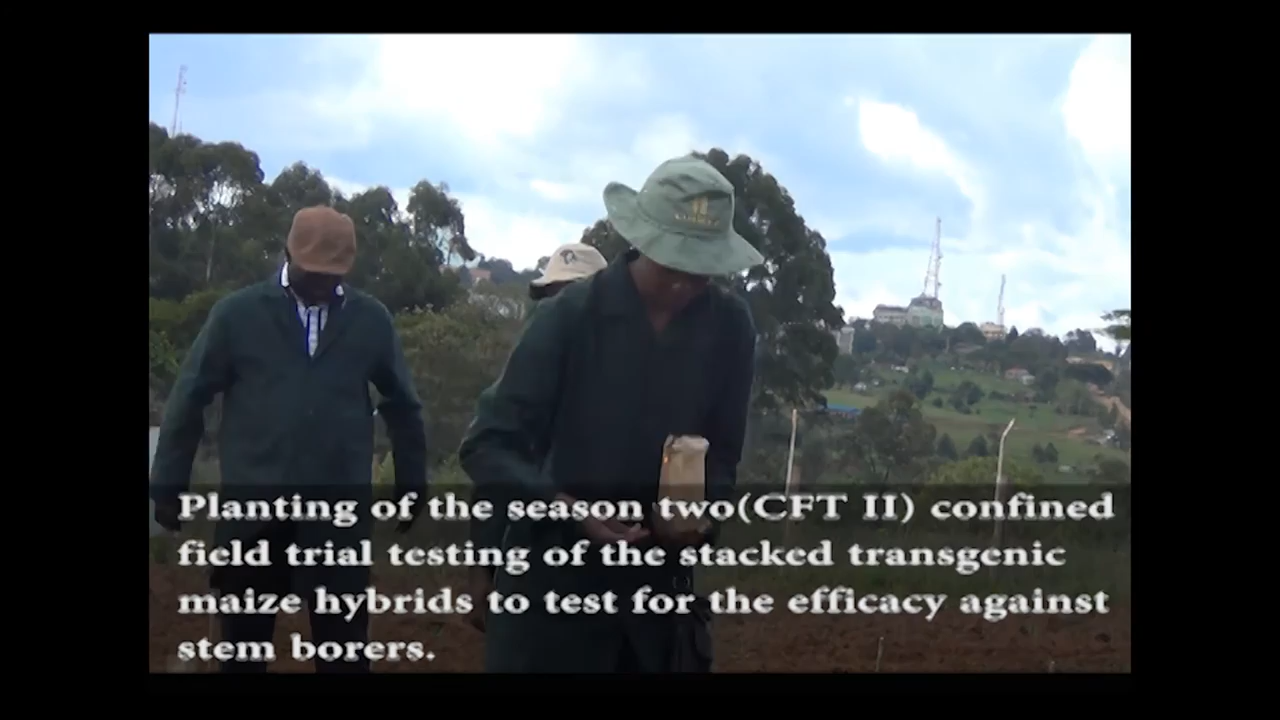 Planting of the season two(CFT II) confined
field trial testing of the stacked transgenic
maize hybrids to test for the efficacy against
stem borers.